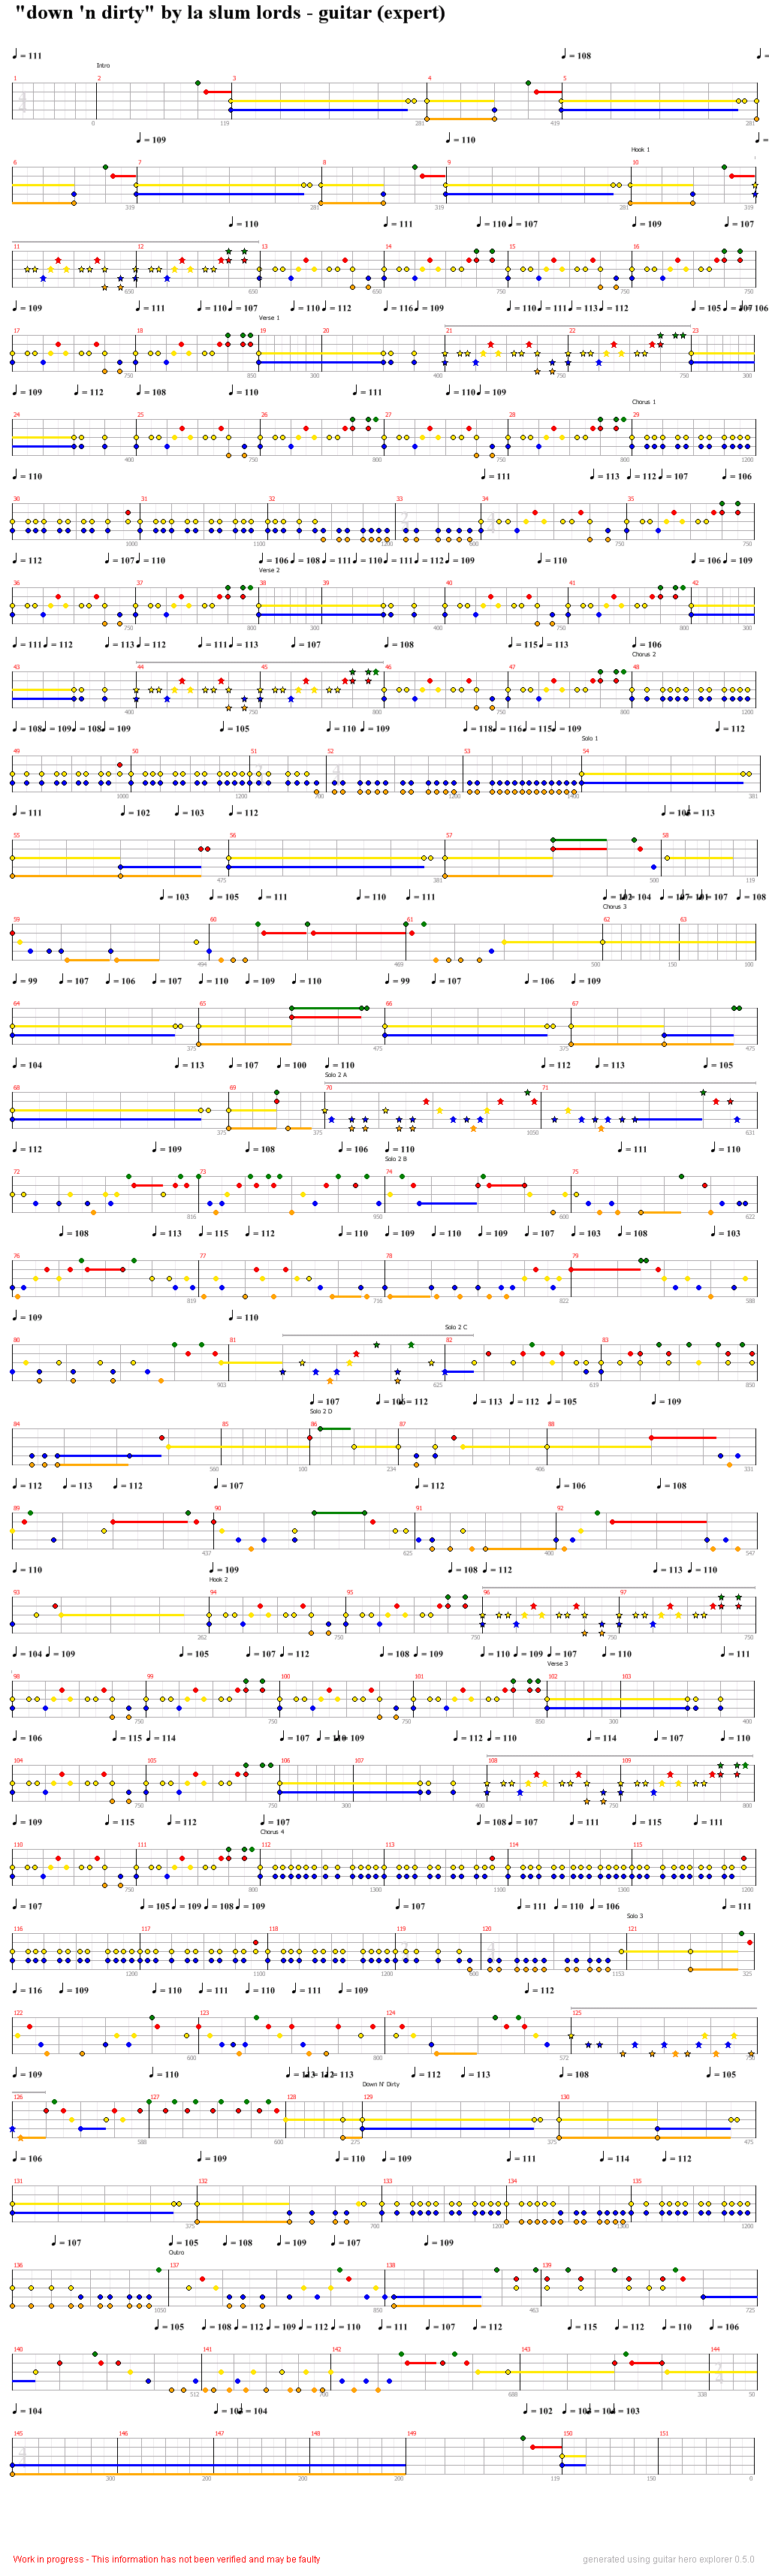 "down 'n dirty" by la slum lords - guitar (expert)
= 111 = 108
1 Intro 2 3 4 5
0 119 281 419 281
= 109 = 110
Hook 1
6 7 8 9 10
319 281 319 281 319
= 110 = 111 = 110 = 107 = 109 = 107
11 12 13 14 15 16
650 650 650 750 750 750
= 109 = 111 = 110 = 107 = 110 = 112 = 116 = 109 = 110 = 111 = 113 = 112 = 105 = 107 = 106
Verse 1
17 18 19 20 21 22 23
750 850 300 400 750 750 300
= 109 = 112 = 108 = 110 = 111 = 110 = 109
Chorus 1
24 25 26 27 28 29
400 750 800 750 800 1200
= 110 = 111 = 113 = 112 = 107 = 106
30 31 32 33 34 35
1000 1100 1200 600 750 750
= 112 = 107 = 110 = 106 = 108 = 111 = 110 = 111 = 112 = 109 = 110 = 106 = 109
Verse 2
36 37 38 39 40 41 42
750 800 300 400 750 800 300
= 111 = 112 = 113 = 112 = 111 = 113 = 107 = 108 = 115 = 113 = 106
Chorus 2
43 44 45 46 47 48
400 750 800 750 800 1200
= 108 = 109 = 108 = 109 = 105 = 110 = 109 = 118 = 116 = 115 = 109 = 112
Solo 1
49 50 51 52 53 54
1000 1200 700 1200 1400 381
= 111 = 102 = 103 = 112 = 105 = 113
55 56 57 58
475 381 500 119
= 103 = 105 = 111 = 110 = 111 = 102 = 104 = 107 = 101 = 107 = 108
Chorus 3
59 60 61 62 63
494 469 500 150 100
= 99 = 107 = 106 = 107 = 110 = 109 = 110 = 99 = 107 = 106 = 109
64 65 66 67
375 475 375 475
= 104 = 113 = 107 = 100 = 110 = 112 = 113 = 105
Solo 2 A
68 69 70 71
375 375 1050 631
= 112 = 109 = 108 = 106 = 110 = 111 = 110
Solo 2 B
72 73 74 75
816 950 600 622
= 108 = 113 = 115 = 112 = 110 = 109 = 110 = 109 = 107 = 103 = 108 = 103
76 77 78 79
819 716 822 588
= 109 = 110
Solo 2 C
80 81 82 83
903 625 619 850
= 107 = 105 = 112 = 113 = 112 = 105 = 109
Solo 2 D
84 85 86 87 88
560 100 234 406 331
= 112 = 113 = 112 = 107 = 112 = 106 = 108
89 90 91 92
437 625 400 547
= 110 = 109 = 108 = 112 = 113 = 110
Hook 2
93 94 95 96 97
262 750 750 750 750
= 104 = 109 = 105 = 107 = 112 = 108 = 109 = 110 = 109 = 107 = 110 = 111
Verse 3
98 99 100 101 102 103
750 750 750 850 300 400
= 106 = 115 = 114 = 107 = 110 = 109 = 112 = 110 = 114 = 107 = 110
104 105 106 107 108 109
750 750 300 400 750 800
= 109 = 115 = 112 = 107 = 108 = 107 = 111 = 115 = 111
Chorus 4
110 111 112 113 114 115
750 800 1300 1100 1300 1200
= 107 = 105 = 109 = 108 = 109 = 107 = 111 = 110 = 106 = 111
Solo 3
116 117 118 119 120 121
1200 1100 1200 600 1153 325
= 116 = 109 = 110 = 111 = 110 = 111 = 109 = 112
122 123 124 125
600 800 572 755
= 109 = 110 = 113 = 112 = 113 = 112 = 113 = 108 = 105
Down N' Dirty
126 127 128 129 130
588 600 275 375 475
= 106 = 109 = 110 = 109 = 111 = 114 = 112
131 132 133 134 135
375 700 1200 1300 1200
= 107 = 105 = 108 = 109 = 107 = 109
Outro
136 137 138 139
1050 850 463 725
= 105 = 108 = 112 = 109 = 112 = 110 = 111 = 107 = 112 = 115 = 112 = 110 = 106
140 141 142 143 144
512 700 688 338 50
= 104 = 104 = 102 = 103
145 146 147 148 149 150 151
300 200 200 200 119 150 0
Work in progress - This information has not been verified and may be faulty
generated using guitar hero explorer 0.5.0